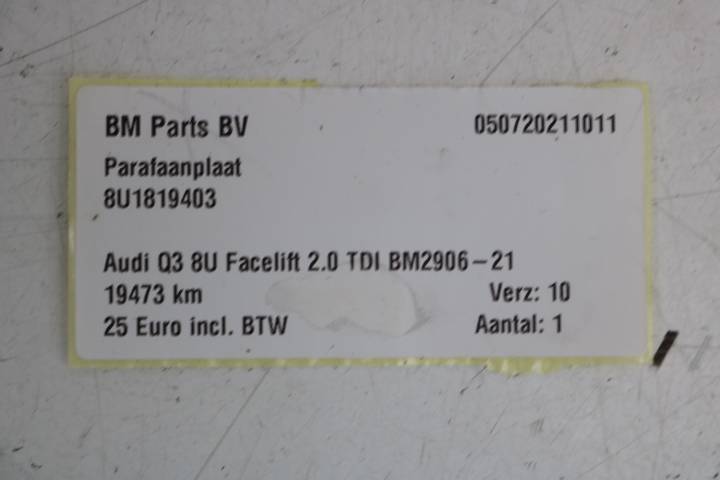 BM Parts BV 050720211011
Parafaanplaat
8U1819403
Audi Q3 8U Facelift 2.0 TDI BM2906-21
19473 km Verz: 10
25 Euro incl. BTW Aantal: 1